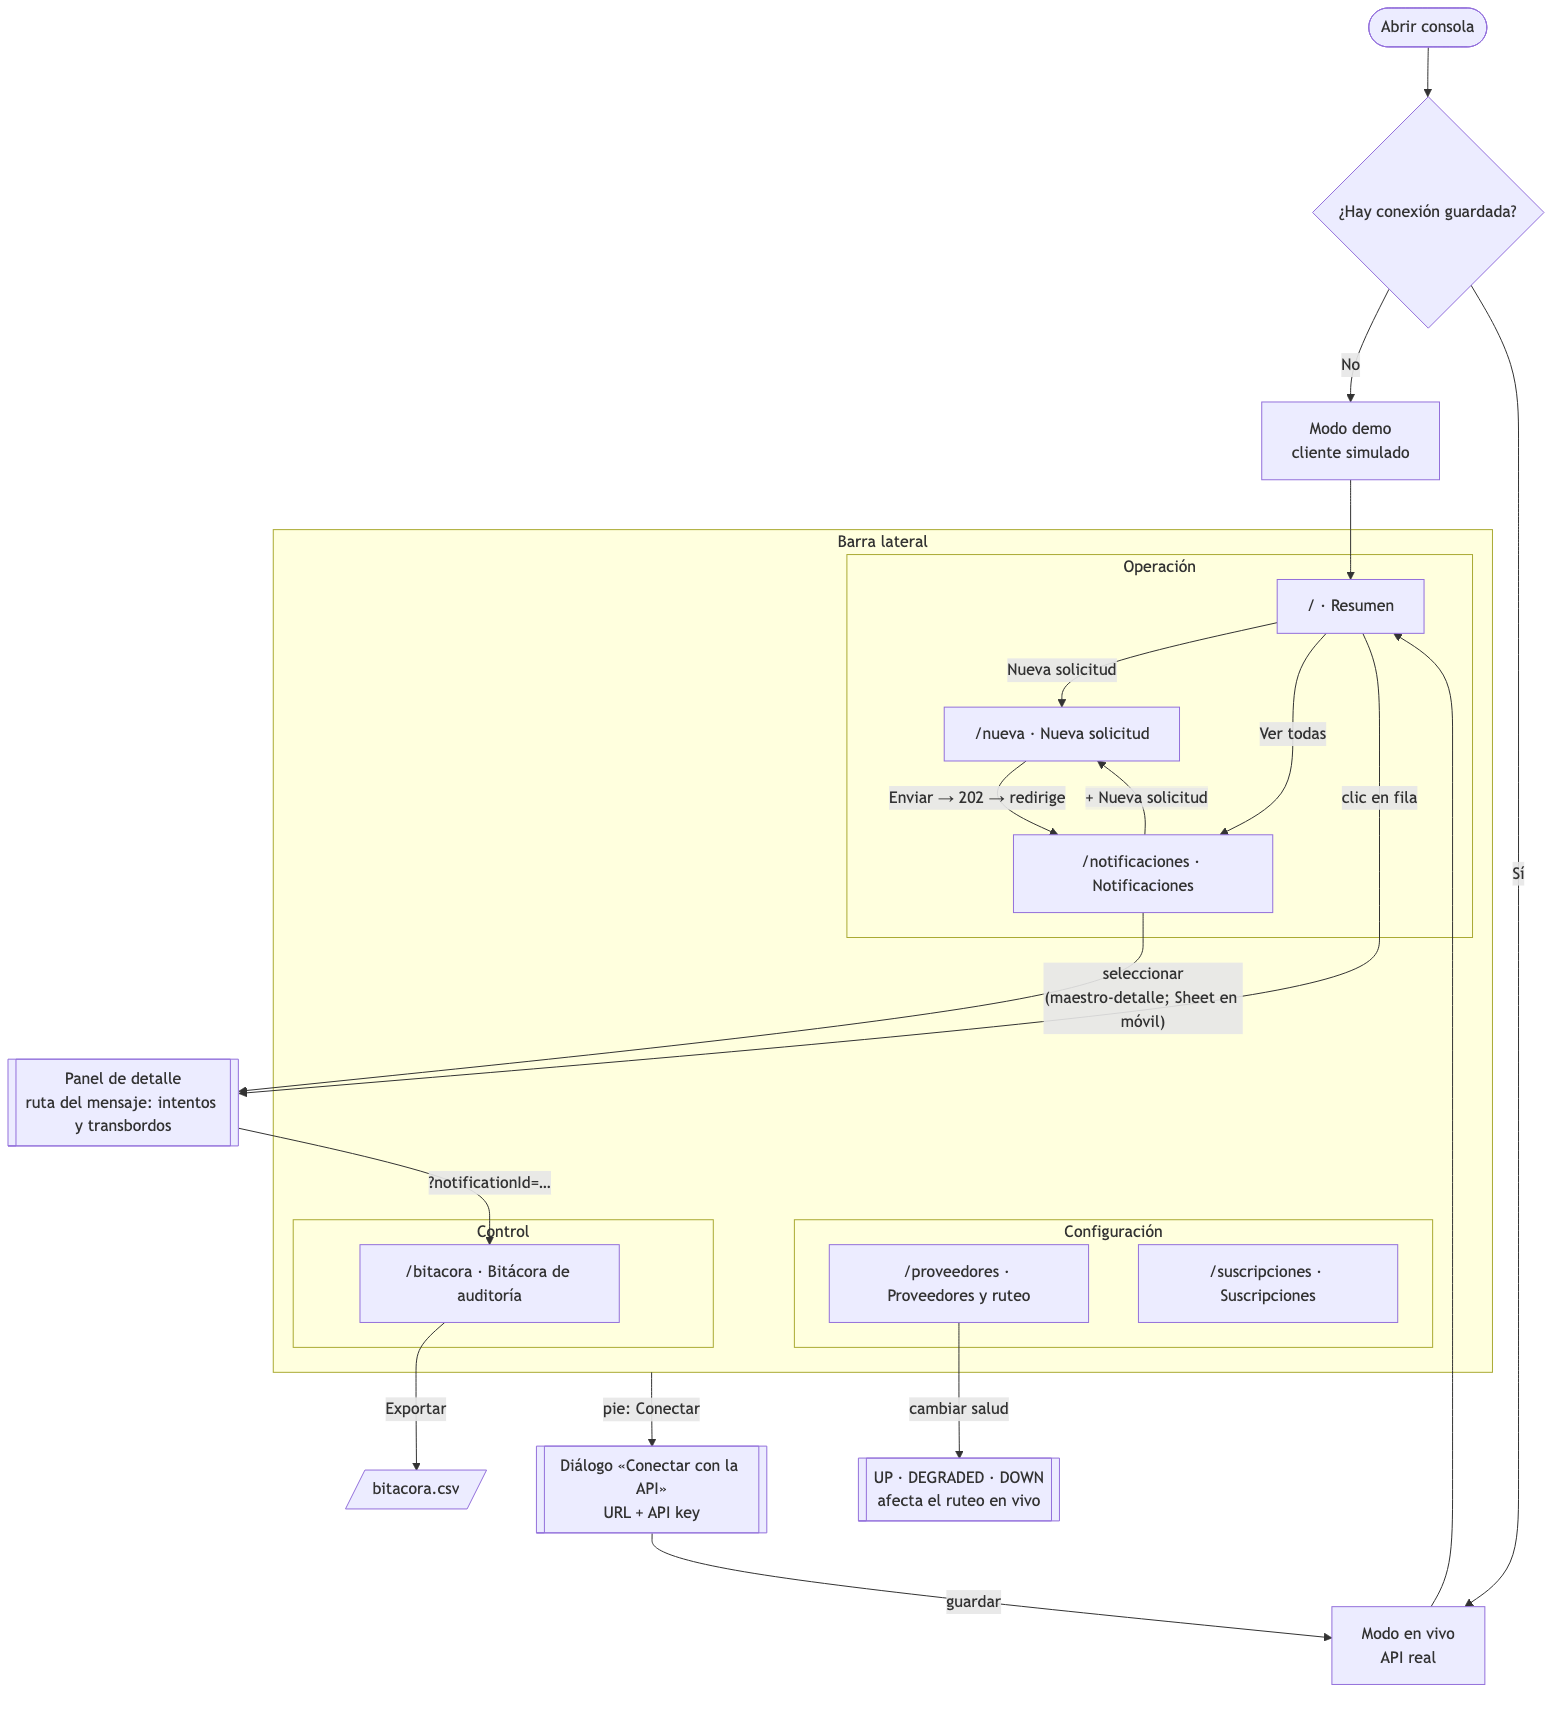 Abrir consola
¿Hay conexión guardada?
No
Modo demo
cliente simulado
Barra lateral
Operación
/ · Resumen
Nueva solicitud
/nueva · Nueva solicitud
Ver todas
Enviar → 202 → redirige
+ Nueva solicitud
clic en fila
/notificaciones ·
Notificaciones
Sí
seleccionar
(maestro-detalle; Sheet en
móvil)
Panel de detalle
ruta del mensaje: intentos
y transbordos
?notificationId=…
Control
/bitacora · Bitácora de
auditoría
Configuración
/proveedores ·
Proveedores y ruteo
/suscripciones ·
Suscripciones
Exportar
pie: Conectar
cambiar salud
bitacora.csv
Diálogo «Conectar con la
API»
URL + API key
UP · DEGRADED · DOWN
afecta el ruteo en vivo
guardar
Modo en vivo
API real